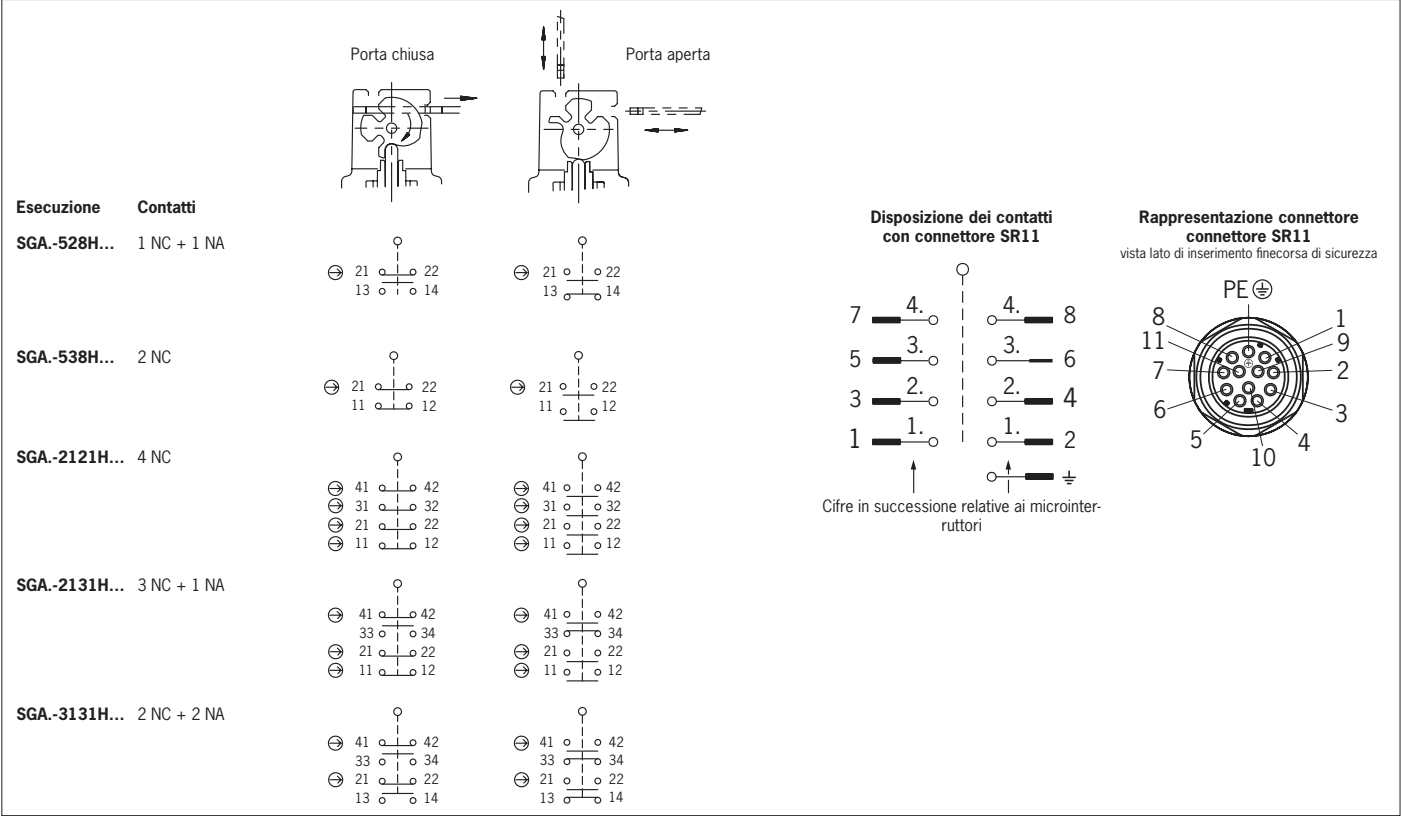 Porta chiusa
Porta aperta
Esecuzione Contatti
SGA.-528H... 1 NC + 1 NA
21 22
13 14
21 22
13 14
SGA.-538H... 2 NC
21 22
11 12
21 22
11 12
SGA.-2121H... 4 NC
41 42
31 32
21 22
11 12
41 42
31 32
21 22
11 12
SGA.-2131H... 3 NC + 1 NA
41 42
33 34
21 22
11 12
41 42
33 34
21 22
11 12
SGA.-3131H... 2 NC + 2 NA
41 42
33 34
21 22
13 14
41 42
33 34
21 22
13 14
Disposizione dei contatti
con connettore SR11
7 4. 4. 8
5 3. 3. 6
3 2. 2. 4
1 1. 1. 2
Cifre in successione relative ai microinter-
ruttori
Rappresentazione connettore
connettore SR11
vista lato di inserimento finecorsa di sicurezza
PE
8 1
11 9
7 2
6 3
5 4
10